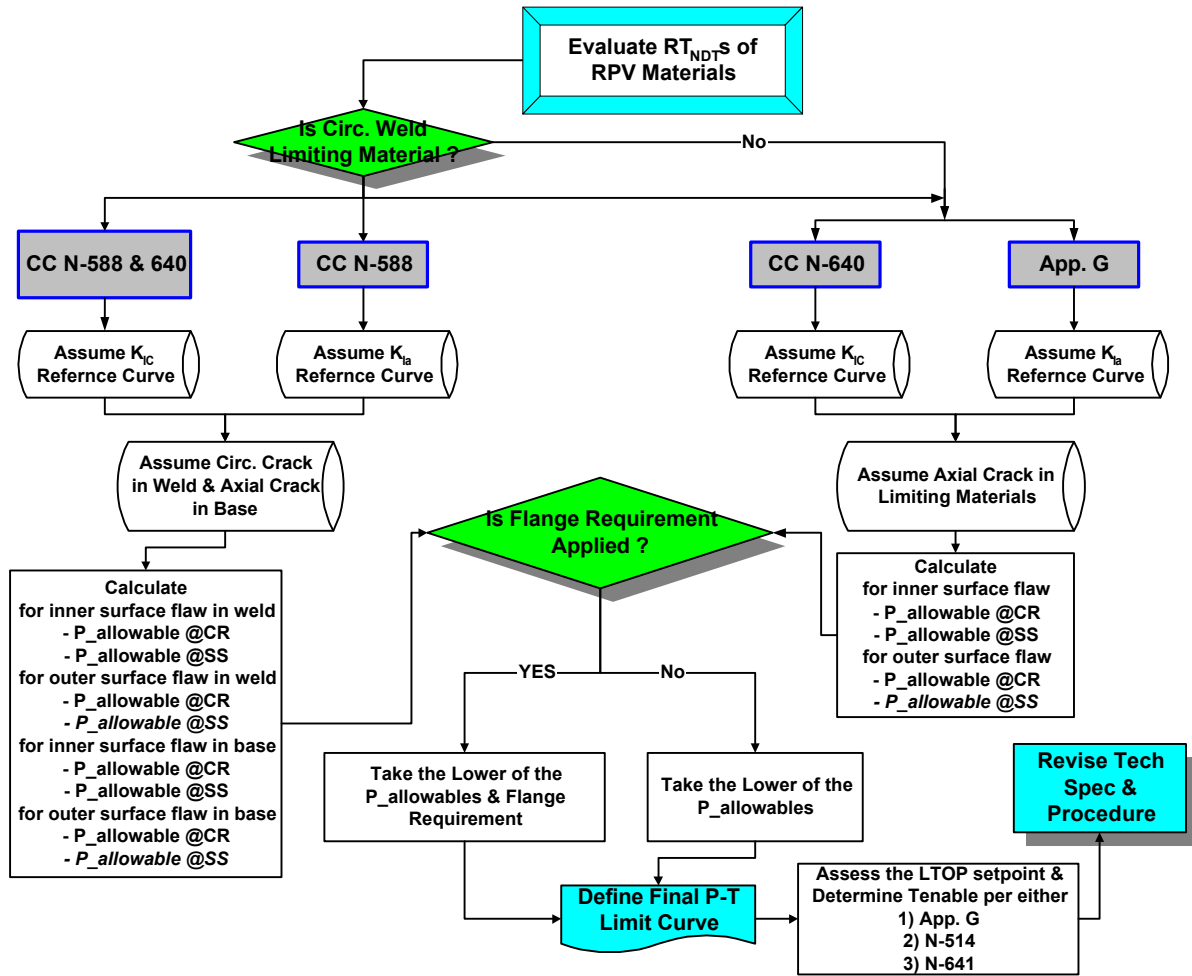 Evaluate RT_NDT s of
RPV Materials
Is Circ. Weld
Limiting Material ?
No
CC N-588 & 640
CC N-588
CC N-640
App. G
Assume K_IC
Refernce Curve
Assume K_Ia
Refernce Curve
Assume K_IC
Refernce Curve
Assume K_Ia
Refernce Curve
Assume Circ. Crack
in Weld & Axial Crack
in Base
Assume Axial Crack in
Limiting Materials
Is Flange Requirement
Applied ?
Calculate
for inner surface flaw in weld
- P_allowable @CR
- P_allowable @SS
for outer surface flaw in weld
- P_allowable @CR
- P_allowable @SS
for inner surface flaw in base
- P_allowable @CR
- P_allowable @SS
for outer surface flaw in base
- P_allowable @CR
- P_allowable @SS
Calculate
for inner surface flaw
- P_allowable @CR
- P_allowable @SS
for outer surface flaw
- P_allowable @CR
- P_allowable @SS
YES
No
Take the Lower of the
P_allowables & Flange
Requirement
Take the Lower of the
P_allowables
Revise Tech
Spec &
Procedure
Define Final P-T
Limit Curve
Assess the LTOP setpoint &
Determine Tenable per either
1) App. G
2) N-514
3) N-641